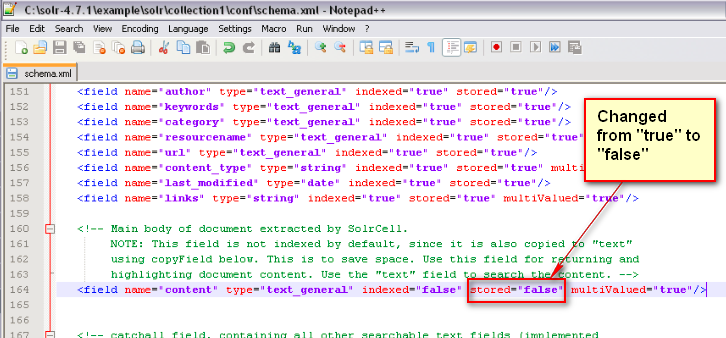 C:\solr-4.7.1\example\solr\collection1\conf\schema.xml - Notepad++
File Edit Search View Encoding Language Settings Macro Run Window ?
schema.xml
151 <field name="author" type="text_general" indexed="true" stored="true"/>
152 <field name="keywords" type="text_general" indexed="true" stored="true"/>
153 <field name="category" type="text_general" indexed="true" stored="true"/>
154 <field name="resourcename" type="text_general" indexed="true" stored="true"/>
155 <field name="url" type="text_general" indexed="true" stored="true"/>
156 <field name="content_type" type="string" indexed="true" stored="true" multi
157 <field name="last_modified" type="date" indexed="true" stored="true"/>
158 <field name="links" type="string" indexed="true" stored="true" multiValued="true"/>
159
160 <!-- Main body of document extracted by SolrCell.
161 NOTE: This field is not indexed by default, since it is also copied to "text"
162 using copyField below. This is to save space. Use this field for returning and
163 highlighting document content. Use the "text" field to search the content. -->
164 <field name="content" type="text_general" indexed="false" stored="false" multiValued="true"/>
165
166
167 <!-- catchall field, containing all other searchable text fields (implemented
Changed
from "true" to
"false"